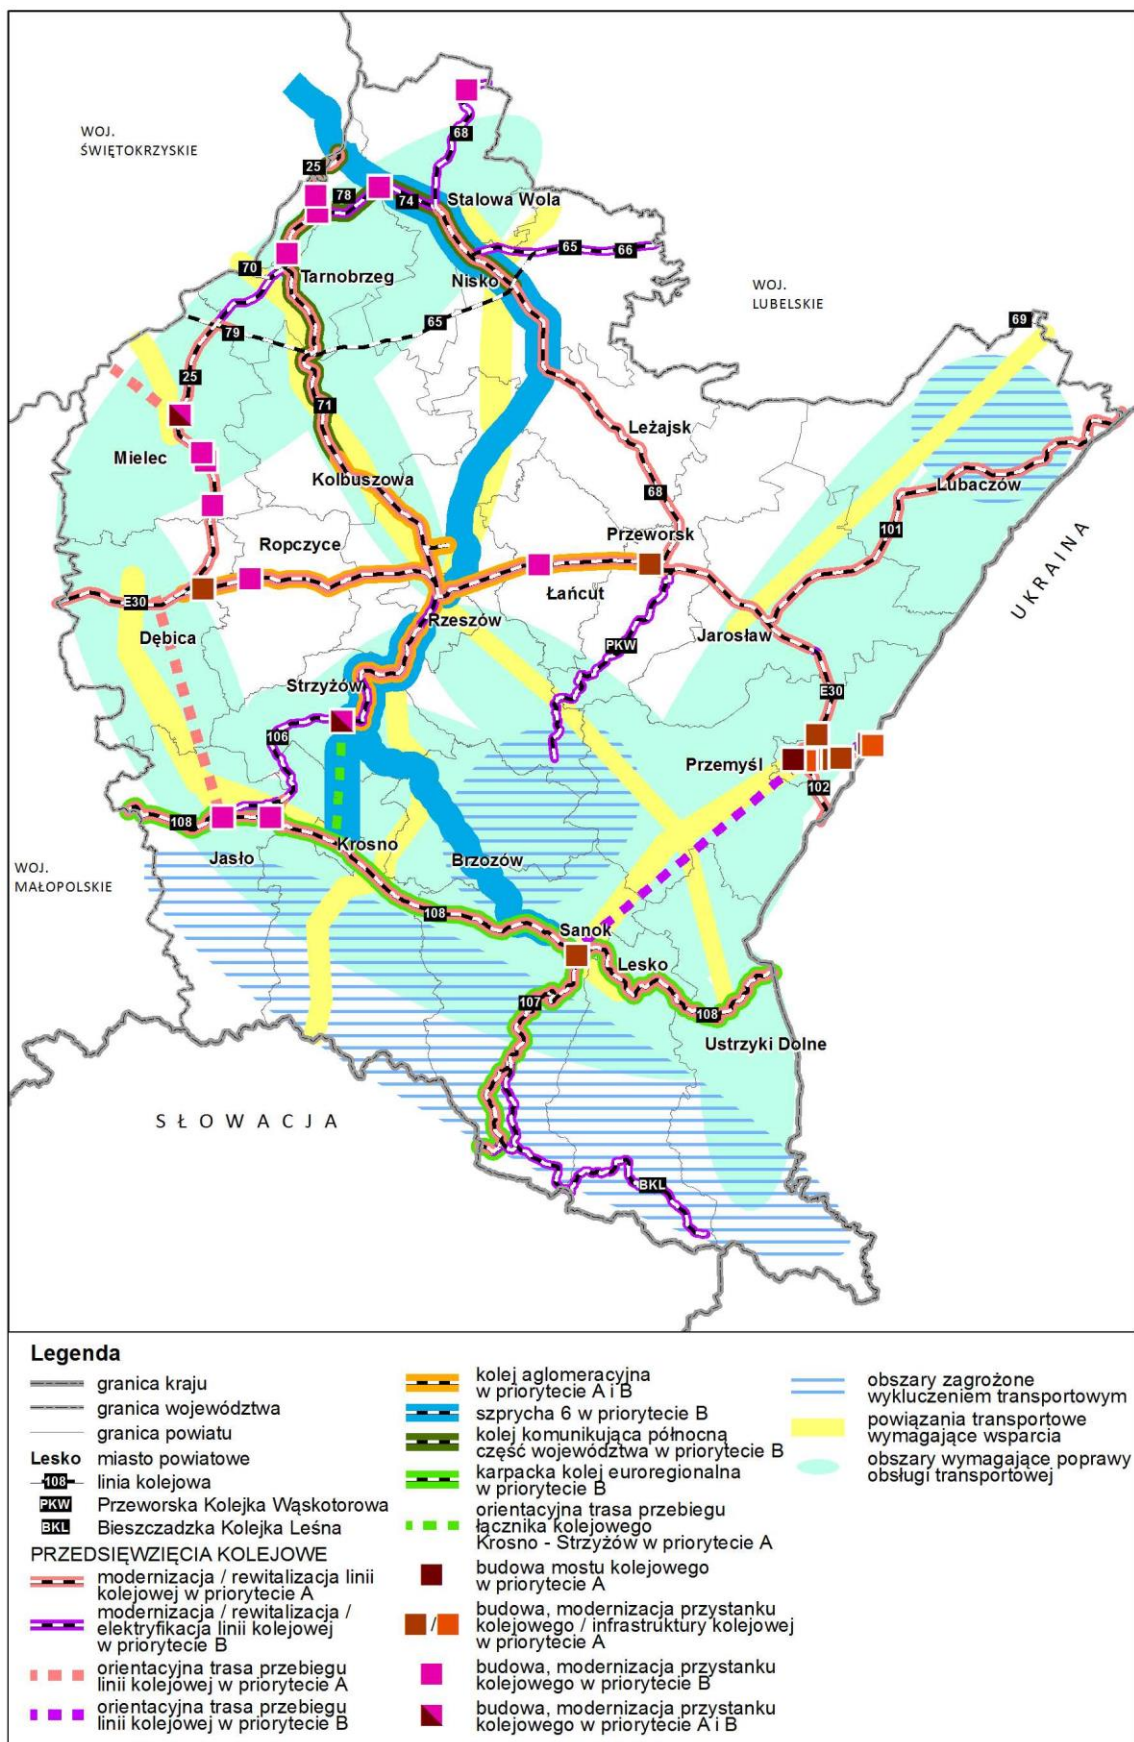 WOJ.
ŚWIĘTOKRZYSKIE
68
25
78
74
Stalowa Wola
65
66
70
Tarnobrzeg
Nisko
WOJ.
LUBELSKIE
65
79
69
25
71
Leżajsk
Mielec
Kolbuszowa
68
Lubaczów
Przeworsk
101
Ropczyce
E30
Łańcut
UKRAINA
Dębica
Rzeszów
Jarosław
PKW
Strzyżów
E30
106
Przemyśl
102
108
Jasło
Krosno
Brzozów
WOJ.
MAŁOPOLSKIE
108
Sanok
Lesko
107
108
Ustrzyki Dolne
SŁOWACJA
BKL
Legenda
granica kraju
granica województwa
granica powiatu
Lesko miasto powiatowe
108 linia kolejowa
PKW Przeworska Kolejka Wąskotorowa
BKL Bieszczadzka Kolejka Leśna
PRZEDSIĘWZIĘCIA KOLEJOWE
modernizacja / rewitalizacja linii
kolejowej w priorytecie A
modernizacja / rewitalizacja /
elektryfikacja linii kolejowej
w priorytecie B
orientacyjna trasa przebiegu
linii kolejowej w priorytecie A
orientacyjna trasa przebiegu
linii kolejowej w priorytecie B
kolej aglomeracyjna
w priorytecie A i B
szprycha 6 w priorytecie B
kolej komunikująca północną
część województwa w priorytecie B
karpacka kolej euroregionalna
w priorytecie B
orientacyjna trasa przebiegu
łącznika kolejowego
Krosno - Strzyżów w priorytecie A
budowa mostu kolejowego
w priorytecie A
/ budowa, modernizacja przystanku
kolejowego / infrastruktury kolejowej
w priorytecie A
budowa, modernizacja przystanku
kolejowego w priorytecie B
budowa, modernizacja przystanku
kolejowego w priorytecie A i B
obszary zagrożone
wykluczeniem transportowym
powiązania transportowe
wymagające wsparcia
obszary wymagające poprawy
obsługi transportowej